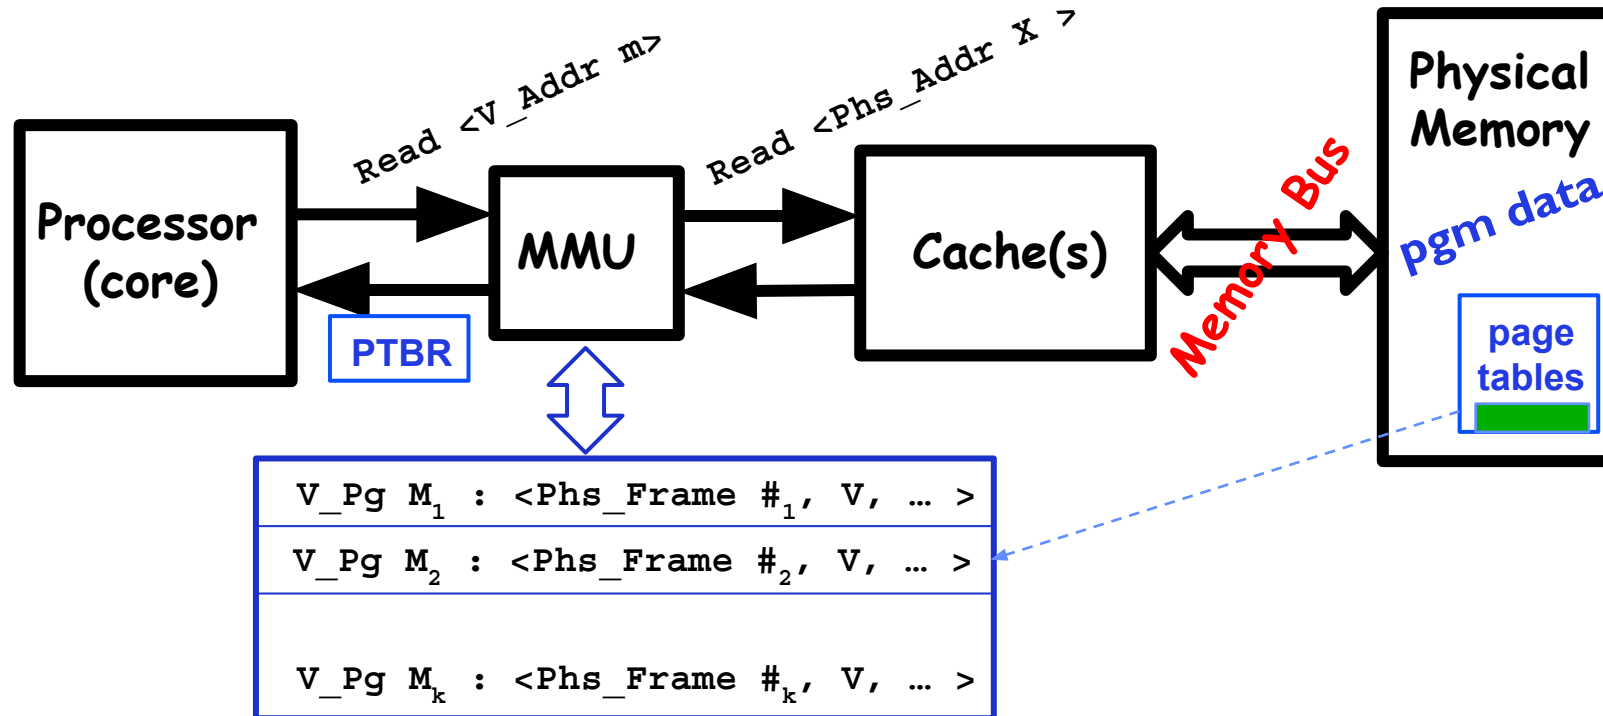 Read <V_Addr m>
Read <Phs_Addr X >
Physical
Memory
Processor
(core)
MMU
Cache(s)
Memory Bus
pgm data
PTBR
page
tables
V_Pg M₁ : <Phs_Frame #₁, V, … >
V_Pg M₂ : <Phs_Frame #₂, V, … >
V_Pg Mₖ : <Phs_Frame #ₖ, V, … >